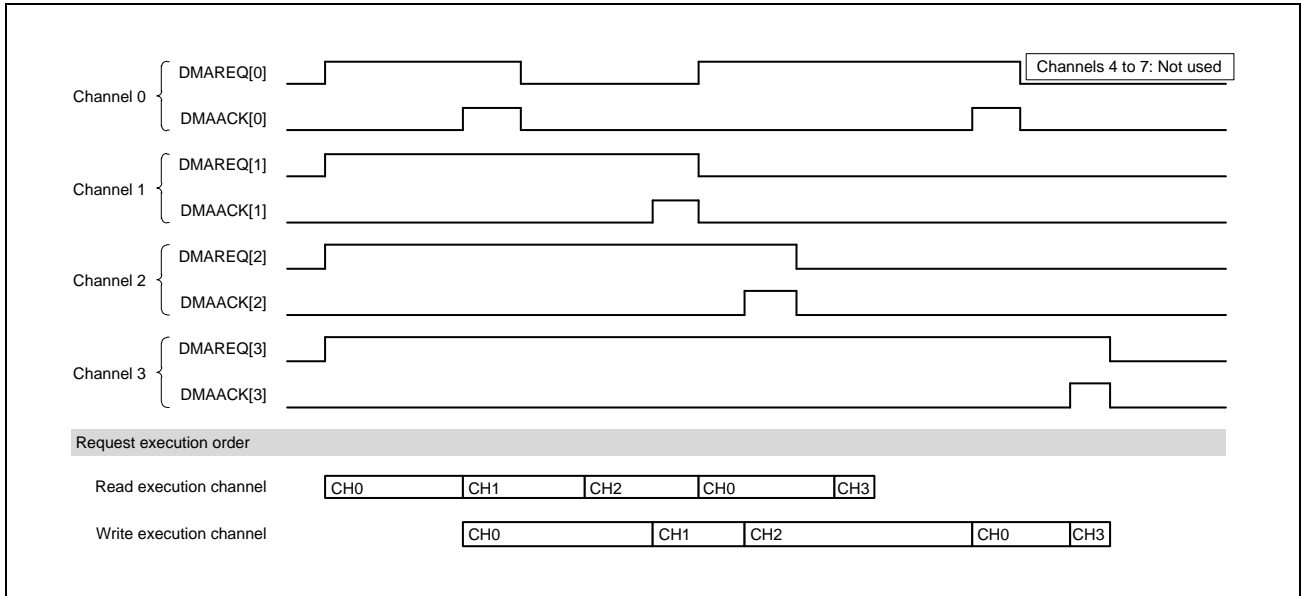 DMAREQ[0]
Channels 4 to 7: Not used
Channel 0
DMAACK[0]
DMAREQ[1]
Channel 1
DMAACK[1]
DMAREQ[2]
Channel 2
DMAACK[2]
DMAREQ[3]
Channel 3
DMAACK[3]
Request execution order
Read execution channel CH0 CH1 CH2 CH0 CH3
Write execution channel CH0 CH1 CH2 CH0 CH3